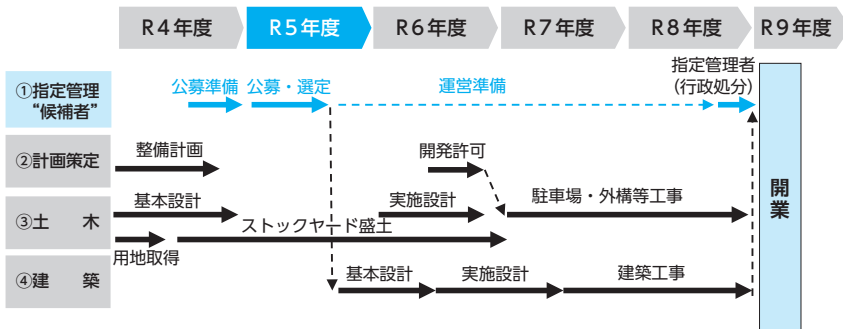 R4年度 R5年度 R6年度 R7年度 R8年度 R9年度
①指定管理
“候補者”
公募準備 公募・選定 運営準備 指定管理者
(行政処分)
②計画策定
整備計画 開発許可
③土　木
基本設計 実施設計 駐車場・外構等工事
ストックヤード盛土
用地取得
④建　築
基本設計 実施設計 建築工事
開業